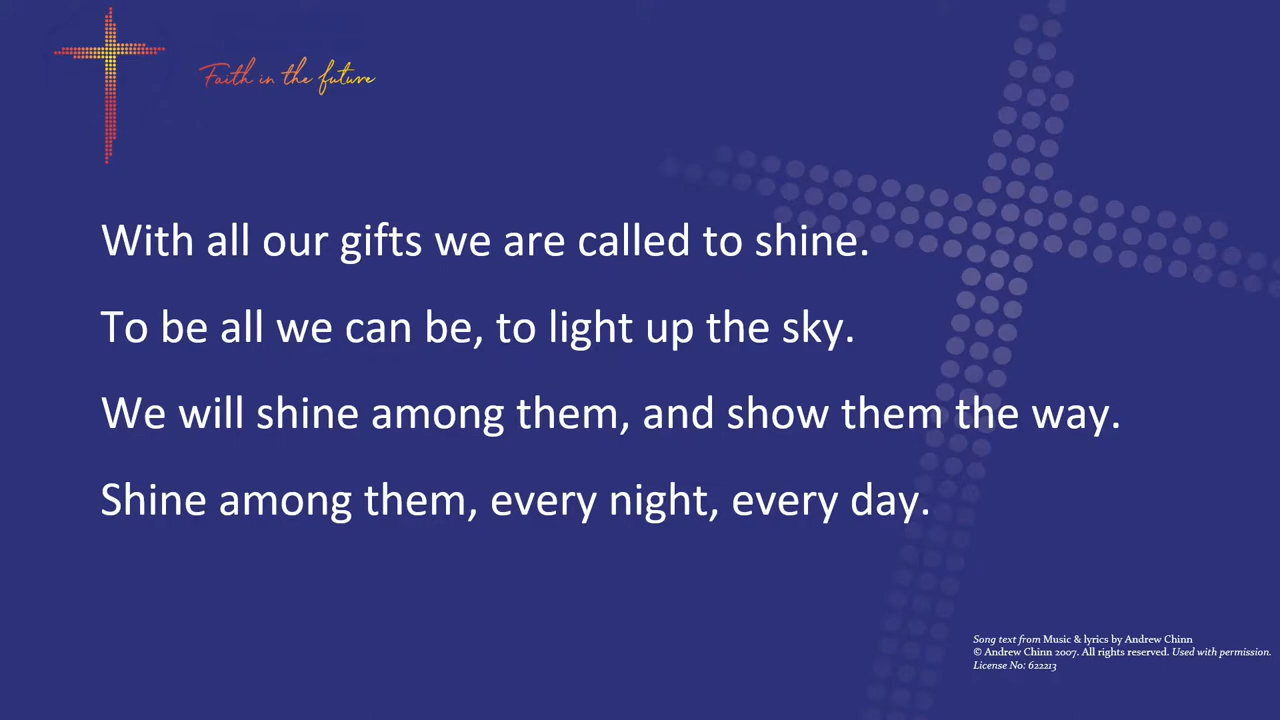 Faith in the future
With all our gifts we are called to shine.
To be all we can be, to light up the sky.
We will shine among them, and show them the way.
Shine among them, every night, every day.
Song text from Music & lyrics by Andrew Chinn
© Andrew Chinn 2007. All rights reserved. Used with permission.
License No: 622213